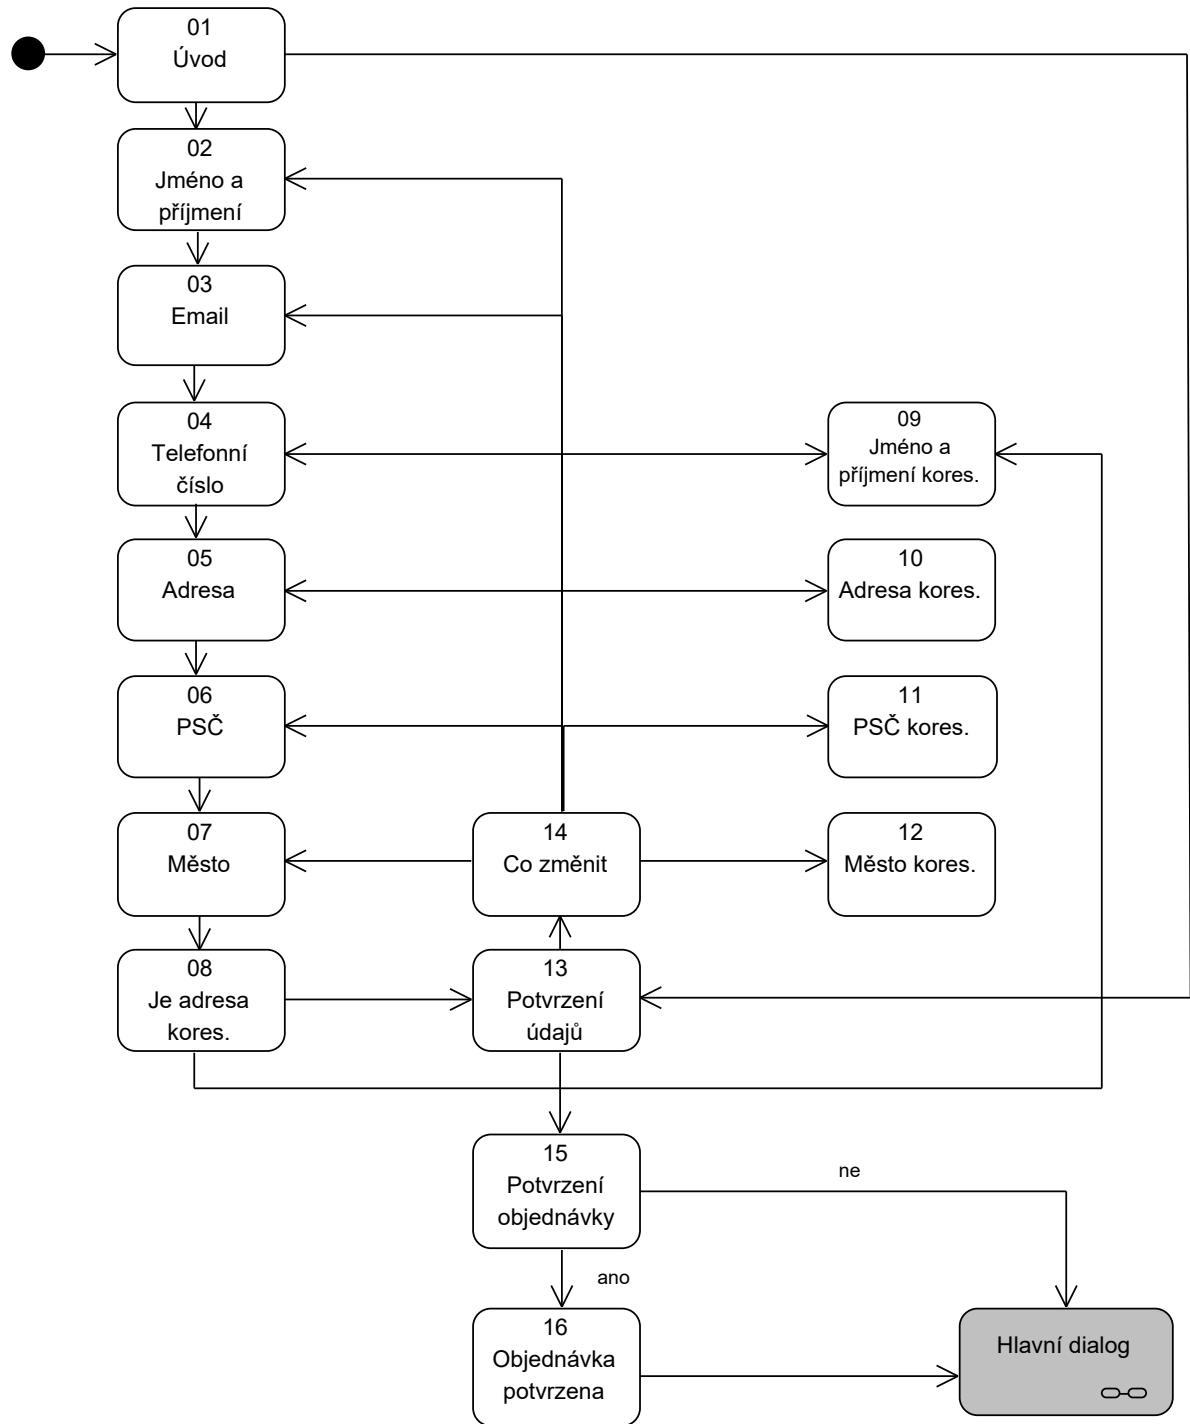 01
Úvod
02
Jméno a
příjmení
03
Email
04
Telefonní
číslo
09
Jméno a
příjmení kores.
05
Adresa
10
Adresa kores.
06
PSČ
11
PSČ kores.
07
Město
14
Co změnit
12
Město kores.
08
Je adresa
kores.
13
Potvrzení
údajů
15
Potvrzení
objednávky
ne
ano
16
Objednávka
potvrzena
Hlavní dialog